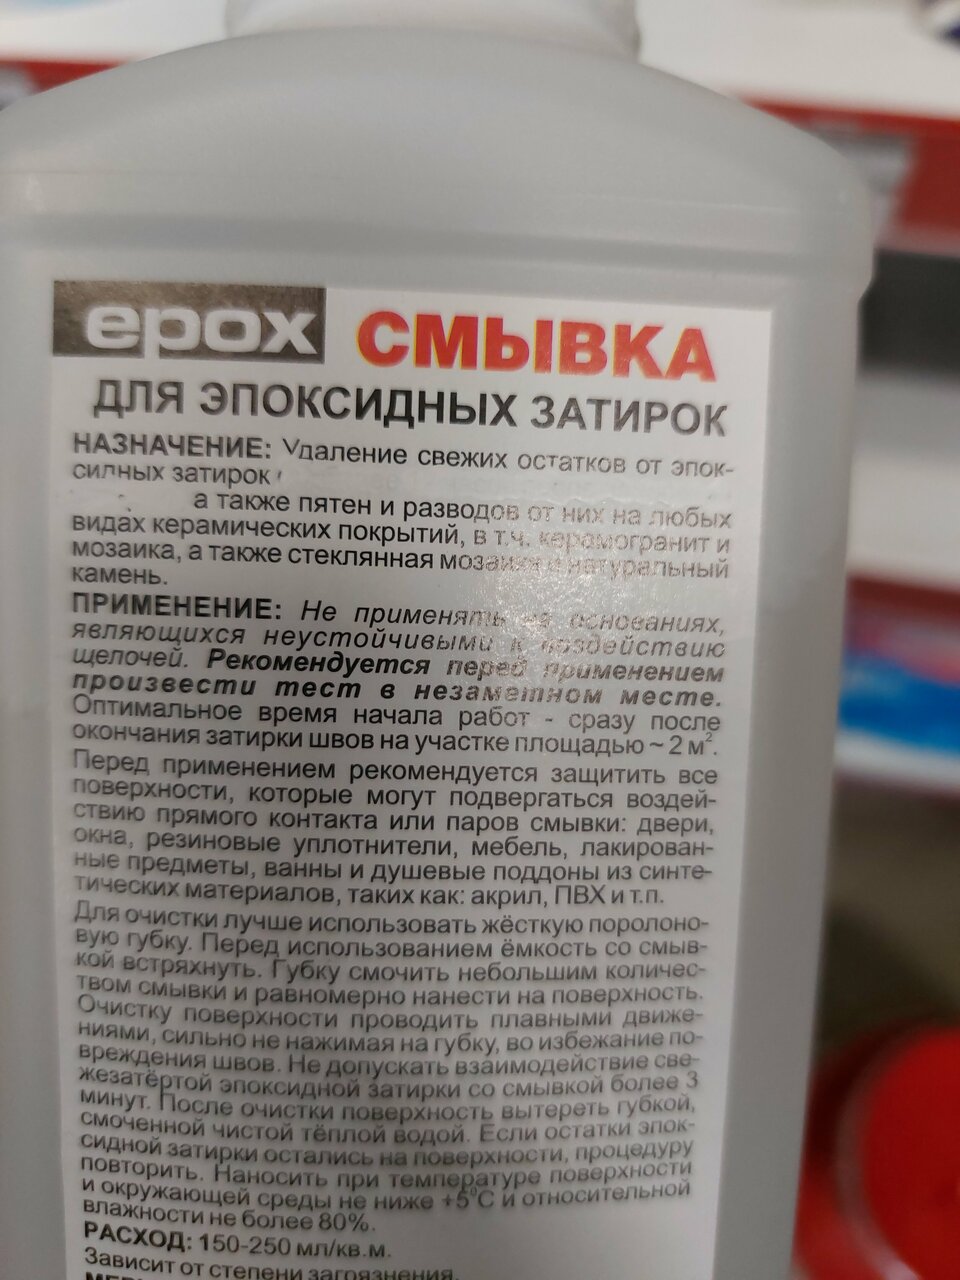 epox СМЫВКА
ДЛЯ ЭПОКСИДНЫХ ЗАТИРОК
НАЗНАЧЕНИЕ: Удаление свежих остатков от эпок-
сидных затирок
а также пятен и разводов от них на любых
видах керамических покрытий, в т.ч. керамогранит и
мозаика, а также стеклянная мозаика и натуральный
камень.
ПРИМЕНЕНИЕ: Не применять на основаниях,
являющихся неустойчивыми к воздействию
щелочей. Рекомендуется перед применением
произвести тест в незаметном месте.
Оптимальное время начала работ - сразу после
окончания затирки швов на участке площадью ~ 2 м².
Перед применением рекомендуется защитить все
поверхности, которые могут подвергаться воздей-
ствию прямого контакта или паров смывки: двери,
окна, резиновые уплотнители, мебель, лакирован-
ные предметы, ванны и душевые поддоны из синте-
тических материалов, таких как: акрил, ПВХ и т.п.
Для очистки лучше использовать жёсткую поролоно-
вую губку. Перед использованием ёмкость со смыв-
кой встряхнуть. Губку смочить небольшим количес-
твом смывки и равномерно нанести на поверхность.
Очистку поверхности проводить плавными движе-
ниями, сильно не нажимая на губку, во избежание по-
вреждения швов. Не допускать взаимодействие све-
жезатёртой эпоксидной затирки со смывкой более 3
минут. После очистки поверхность вытереть губкой,
смоченной чистой тёплой водой. Если остатки эпок-
сидной затирки остались на поверхности, процедуру
повторить. Наносить при температуре поверхности
и окружающей среды не ниже +5°С и относительной
влажности не более 80%.
РАСХОД: 150-250 мл/кв.м.
Зависит от степени загрязнения.